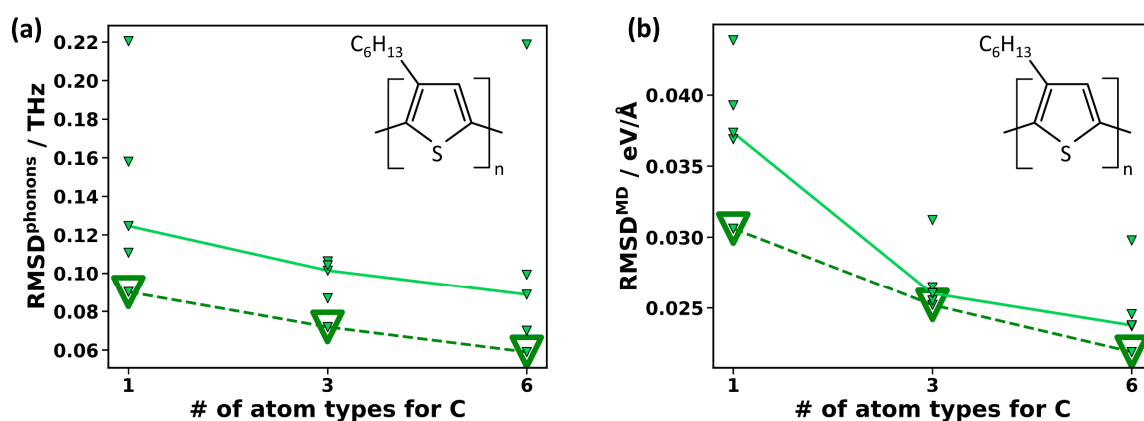 (a)
0.22
0.20
0.18
0.16
0.14
0.12
0.10
0.08
0.06
RMSD^phonons / THz
C₆H₁₃
S
n
1 3 6
# of atom types for C
(b)
0.040
0.035
0.030
0.025
RMSD^MD / eV/Å
C₆H₁₃
S
n
1 3 6
# of atom types for C